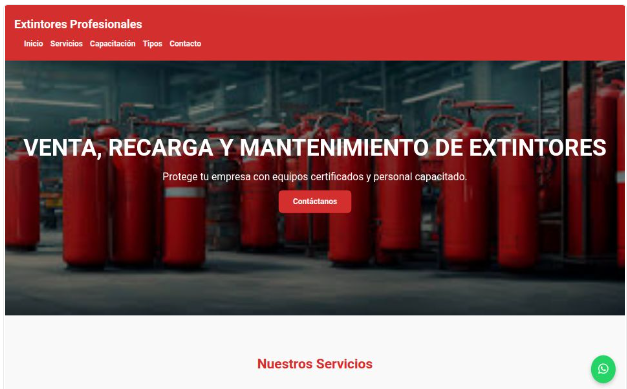 Extintores Profesionales
Inicio Servicios Capacitación Tipos Contacto
VENTA, RECARGA Y MANTENIMIENTO DE EXTINTORES
Protege tu empresa con equipos certificados y personal capacitado.
Contáctanos
Nuestros Servicios